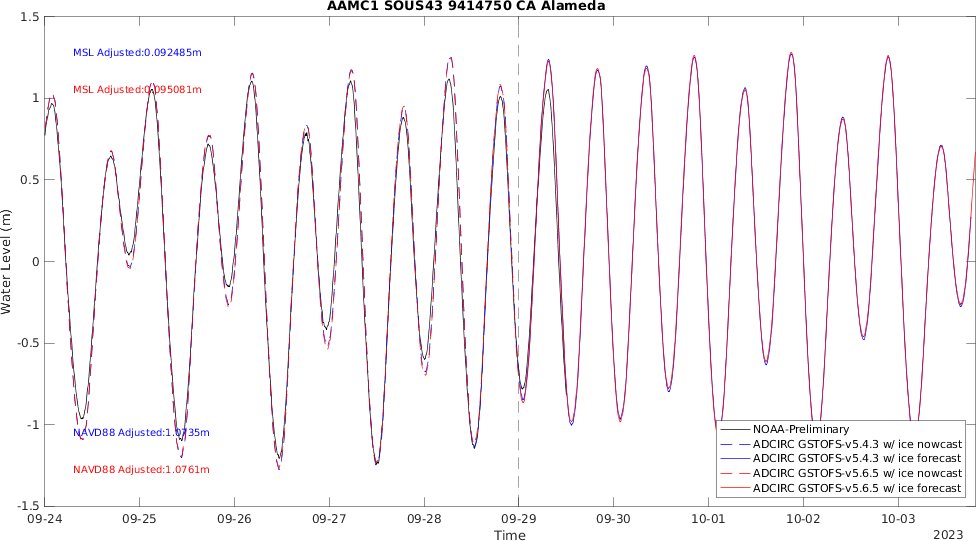 AAMC1 SOUS43 9414750 CA Alameda
Water Level (m)
1.5
1
0.5
0
-0.5
-1
-1.5
MSL Adjusted:0.092485m
MSL Adjusted:0.095081m
NAVD88 Adjusted:1.0735m
NAVD88 Adjusted:1.0761m
NOAA-Preliminary
ADCIRC GSTOFS-v5.4.3 w/ ice nowcast
ADCIRC GSTOFS-v5.4.3 w/ ice forecast
ADCIRC GSTOFS-v5.6.5 w/ ice nowcast
ADCIRC GSTOFS-v5.6.5 w/ ice forecast
09-24 09-25 09-26 09-27 09-28 09-29 09-30 10-01 10-02 10-03
Time
2023